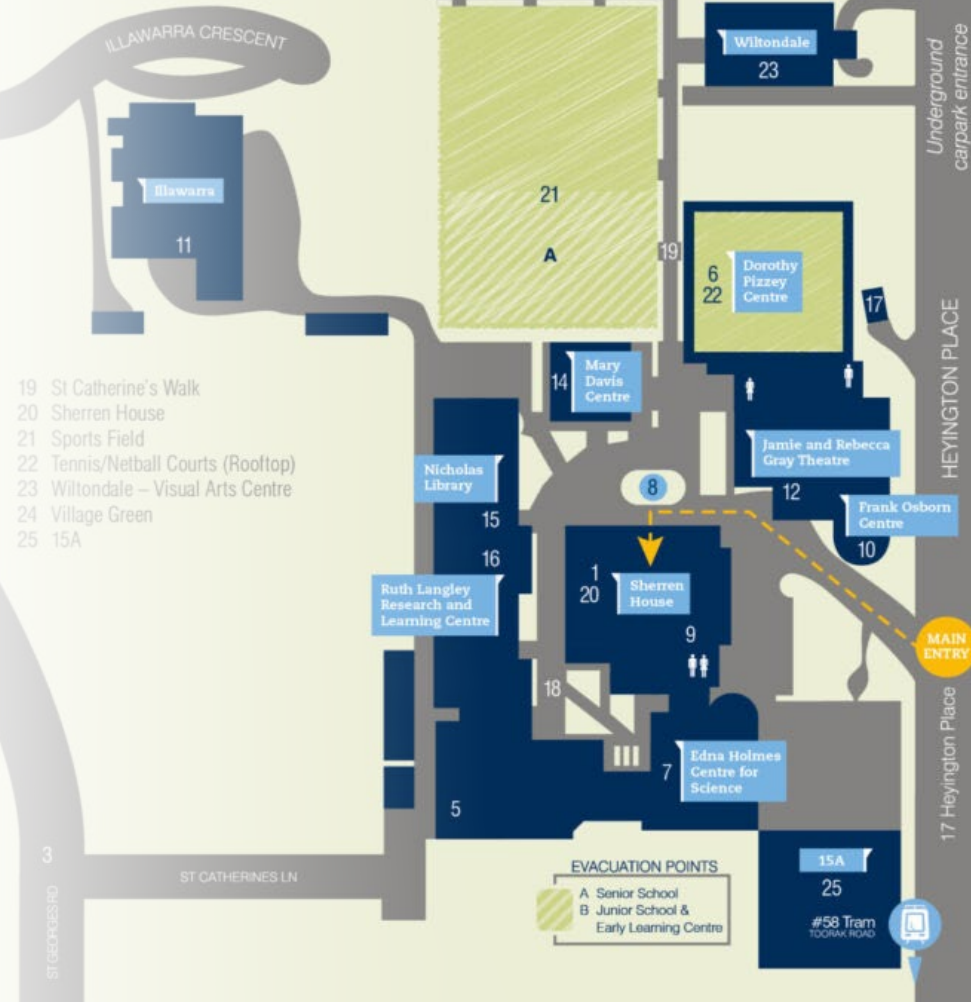 ILLAWARRA CRESCENT
Wiltondale
23
Underground
carpark entrance
Illawarra
11
21
A
19
6
22
Dorothy
Pizzey
Centre
17
HEYINGTON PLACE
14
Mary
Davis
Centre
19 St Catherine's Walk
20 Sherren House
21 Sports Field
22 Tennis/Netball Courts (Rooftop)
23 Wiltondale – Visual Arts Centre
24 Village Green
25 15A
Jamie and Rebecca
Gray Theatre
12
Nicholas
Library
15
8
Frank Osborn
Centre
10
16
Ruth Langley
Research and
Learning Centre
1
20
Sherren
House
9
MAIN
ENTRY
18
17 Heyington Place
Edna Holmes
Centre for
Science
7
5
3
ST GEORGES RD
ST CATHERINES LN
EVACUATION POINTS
A Senior School
B Junior School &
Early Learning Centre
15A
25
#58 Tram
TOORAK ROAD